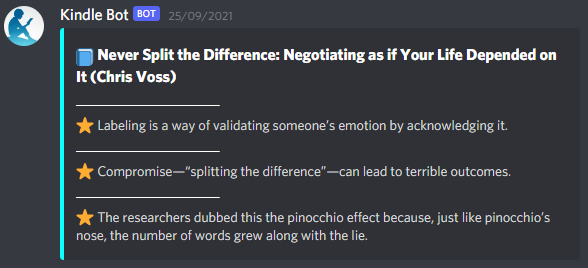 Kindle Bot BOT 25/09/2021
📘 Never Split the Difference: Negotiating as if Your Life Depended on
It (Chris Voss)
⭐ Labeling is a way of validating someone’s emotion by acknowledging it.
⭐ Compromise—“splitting the difference”—can lead to terrible outcomes.
⭐ The researchers dubbed this the pinocchio effect because, just like pinocchio’s
nose, the number of words grew along with the lie.